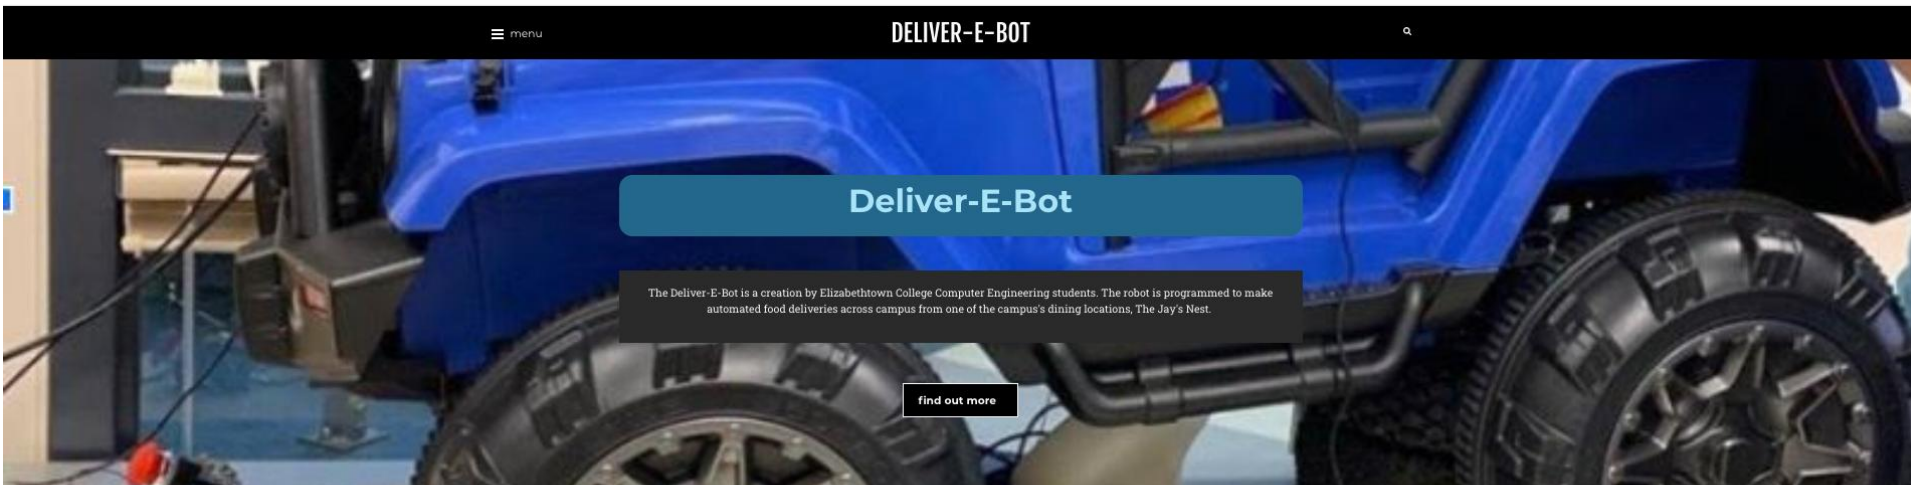 menu
DELIVER-E-BOT
Deliver-E-Bot
The Deliver-E-Bot is a creation by Elizabethtown College Computer Engineering students. The robot is programmed to make
automated food deliveries across campus from one of the campus's dining locations, The Jay's Nest.
find out more